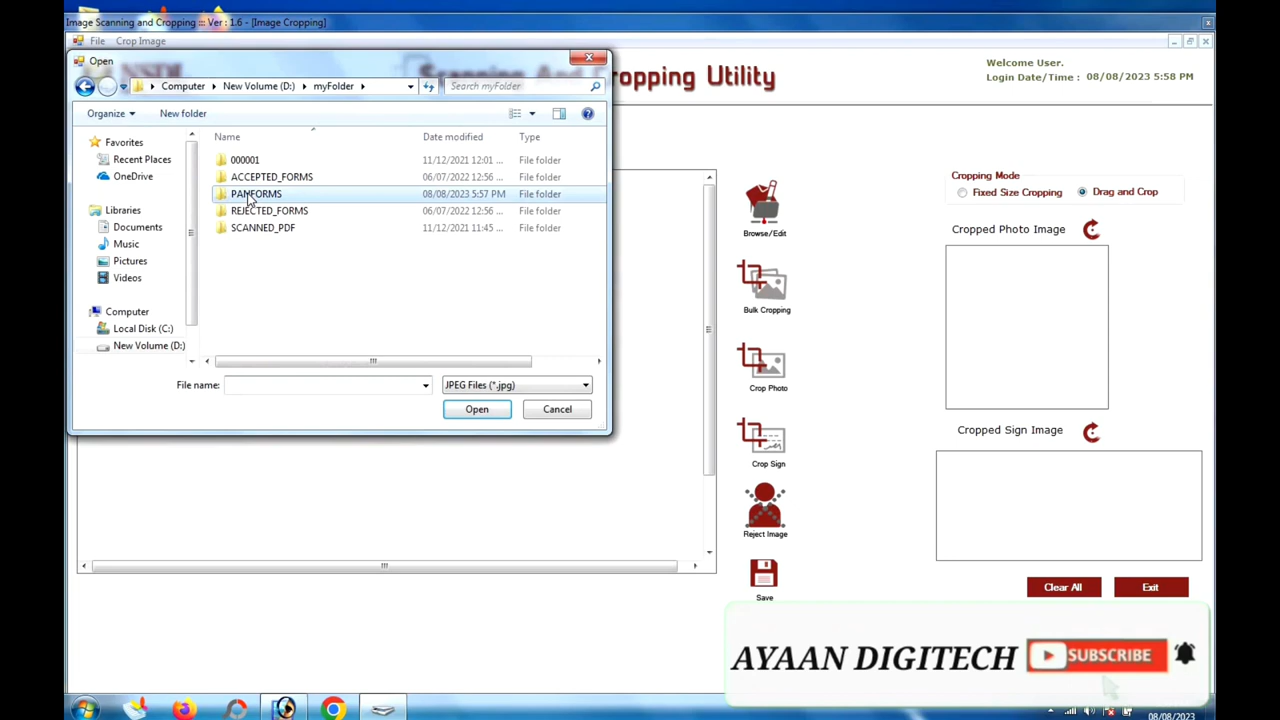 Image Scanning and Cropping ::: Ver : 1.6 - [Image Cropping]
File Crop Image
Open
Cropping Utility
Welcome User.
Login Date/Time : 08/08/2023 5:58 PM
Computer New Volume (D:) myFolder
Search myFolder
Organize New folder
Name Date modified Type
Favorites
Recent Places
OneDrive
Libraries
Documents
Music
Pictures
Videos
Computer
Local Disk (C:)
New Volume (D:)
000001 11/12/2021 12:01 ... File folder
ACCEPTED_FORMS 06/07/2022 12:56 ... File folder
08/08/2023 5:57 PM File folder
REJECTED_FORMS 06/07/2022 12:56 ... File folder
SCANNED_PDF 11/12/2021 11:45 ... File folder
File name: JPEG Files (*.jpg)
Open Cancel
Browse/Edit
Bulk Cropping
Crop Photo
Crop Sign
Reject Image
Save
Cropping Mode
Fixed Size Cropping Drag and Crop
Cropped Photo Image
Cropped Sign Image
Clear All Exit
AYAAN DIGITECH SUBSCRIBE
08/08/2023